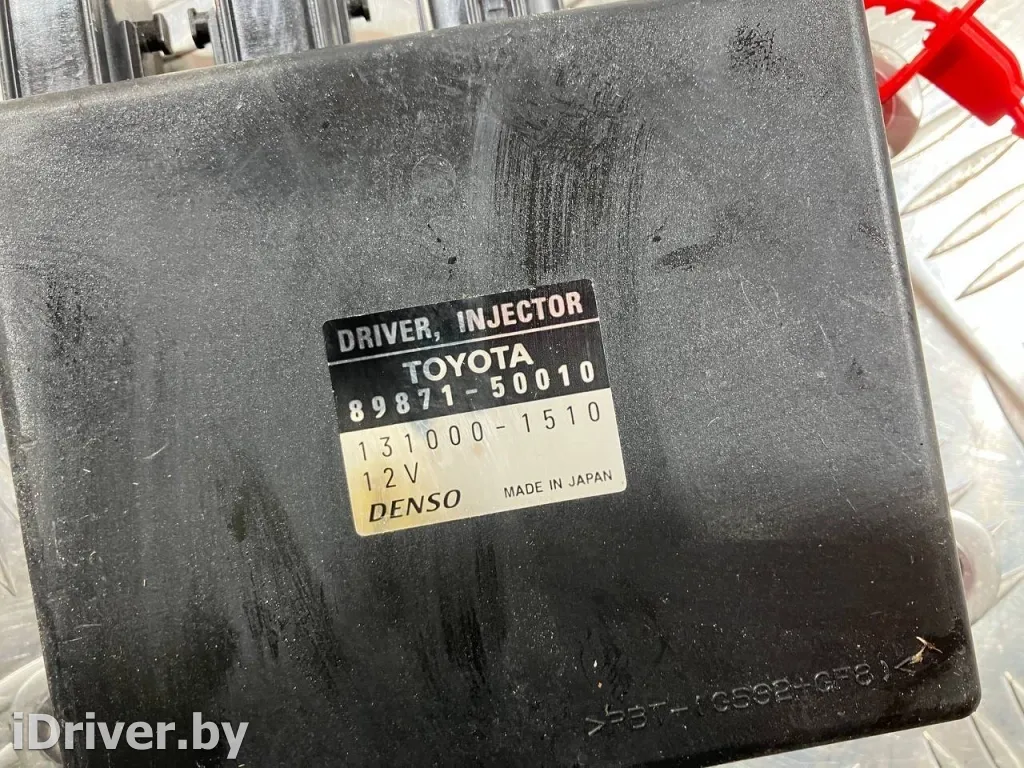 DRIVER, INJECTOR
TOYOTA
89871-50010
131000-1510
12V
DENSO MADE IN JAPAN
iDriver.by